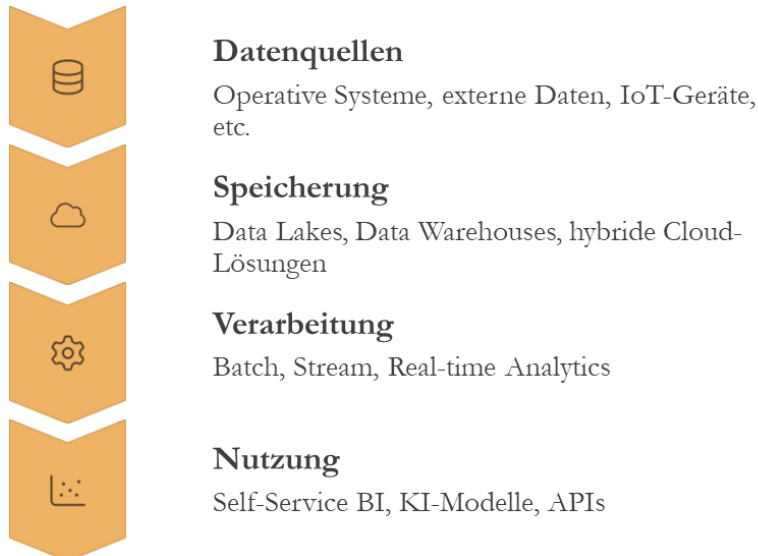 Datenquellen
Operative Systeme, externe Daten, IoT-Geräte,
etc.
Speicherung
Data Lakes, Data Warehouses, hybride Cloud-
Lösungen
Verarbeitung
Batch, Stream, Real-time Analytics
Nutzung
Self-Service BI, KI-Modelle, APIs